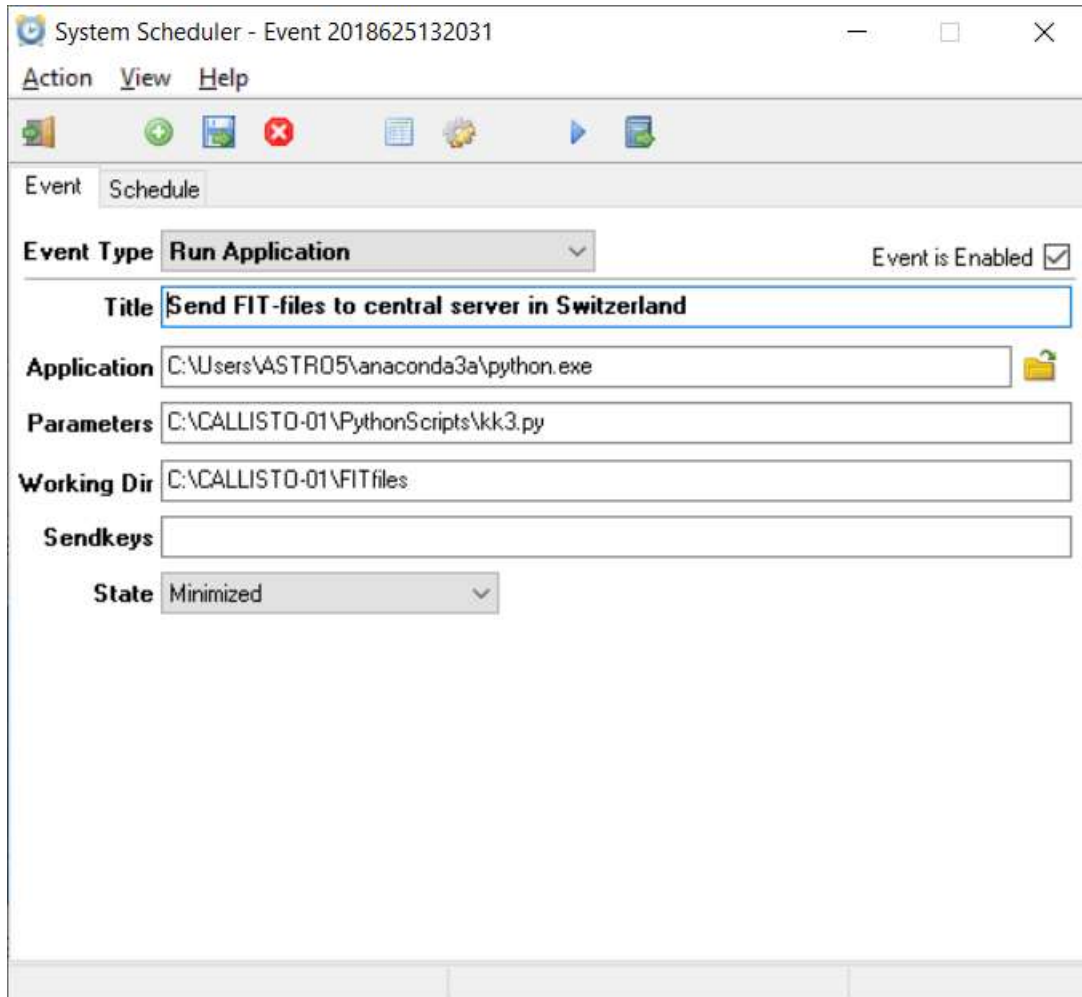 System Scheduler - Event 2018625132031
Action View Help
Event Schedule
Event Type Run Application Event is Enabled
Title Send FIT-files to central server in Switzerland
Application C:\Users\ASTRO5\anaconda3a\python.exe
Parameters C:\CALLISTO-01\PythonScripts\kk3.py
Working Dir C:\CALLISTO-01\FITfiles
Sendkeys
State Minimized